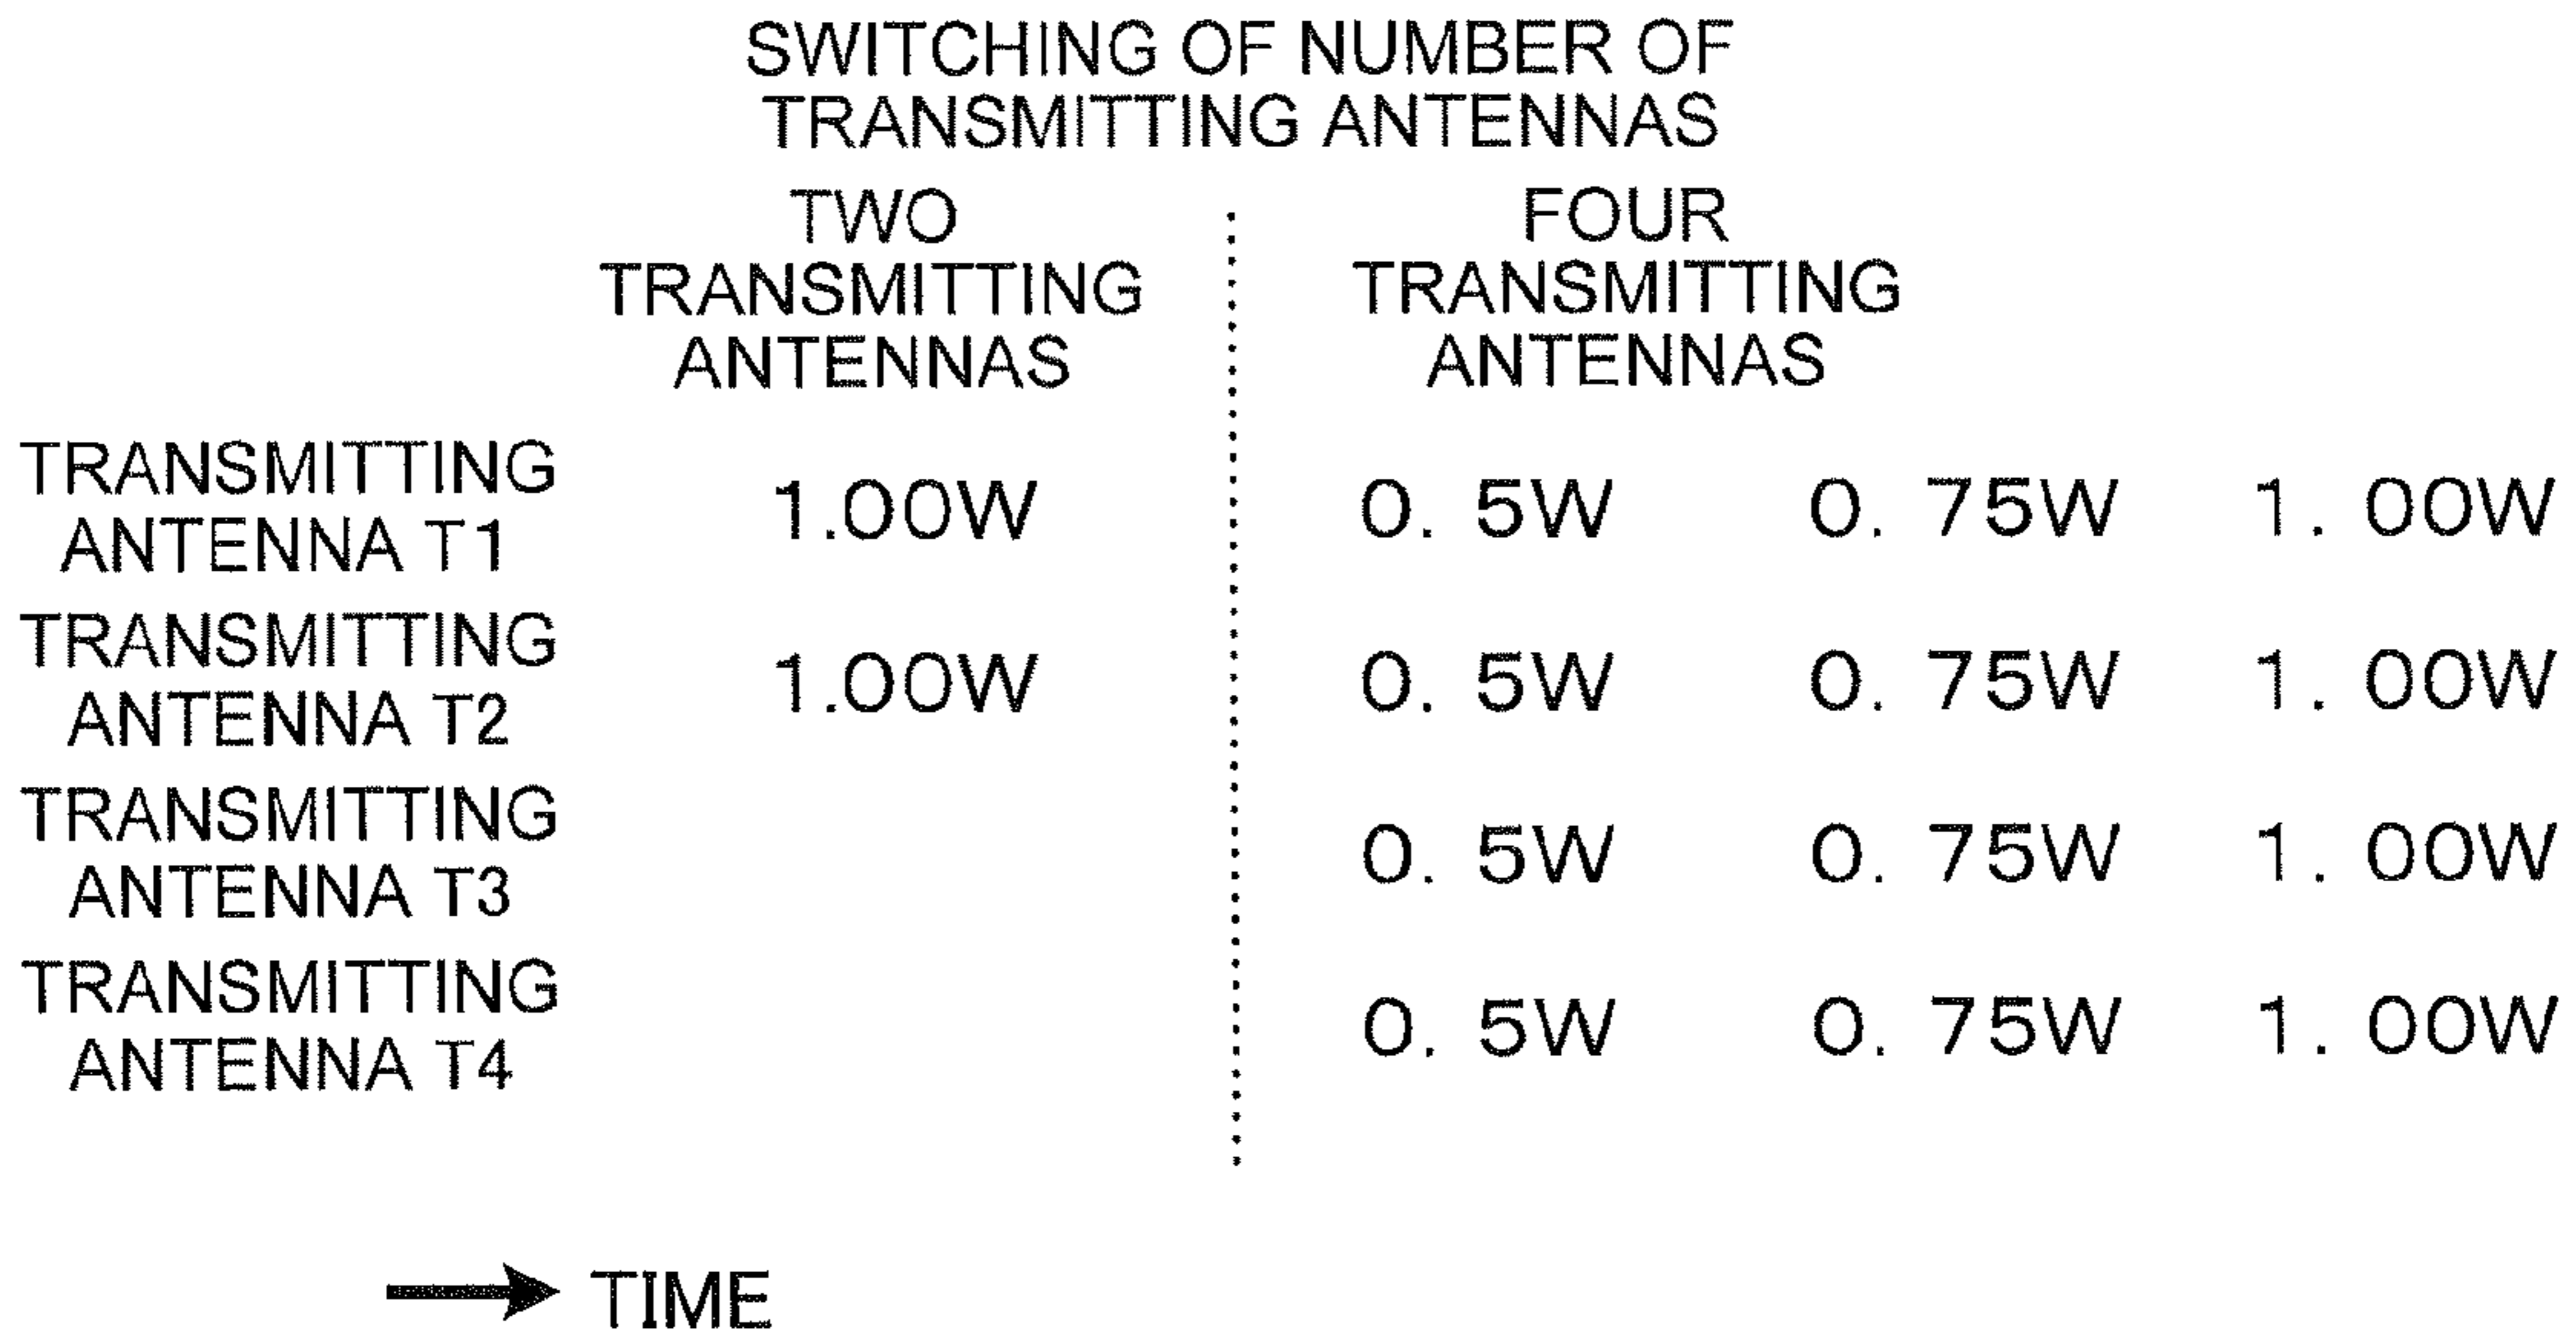 SWITCHING OF NUMBER OF
TRANSMITTING ANTENNAS
TWO
TRANSMITTING
ANTENNAS
FOUR
TRANSMITTING
ANTENNAS
TRANSMITTING
ANTENNA T1
1.00W 0. 5W 0. 75W 1. 00W
TRANSMITTING
ANTENNA T2
1.00W 0. 5W 0. 75W 1. 00W
TRANSMITTING
ANTENNA T3
0. 5W 0. 75W 1. 00W
TRANSMITTING
ANTENNA T4
0. 5W 0. 75W 1. 00W
TIME